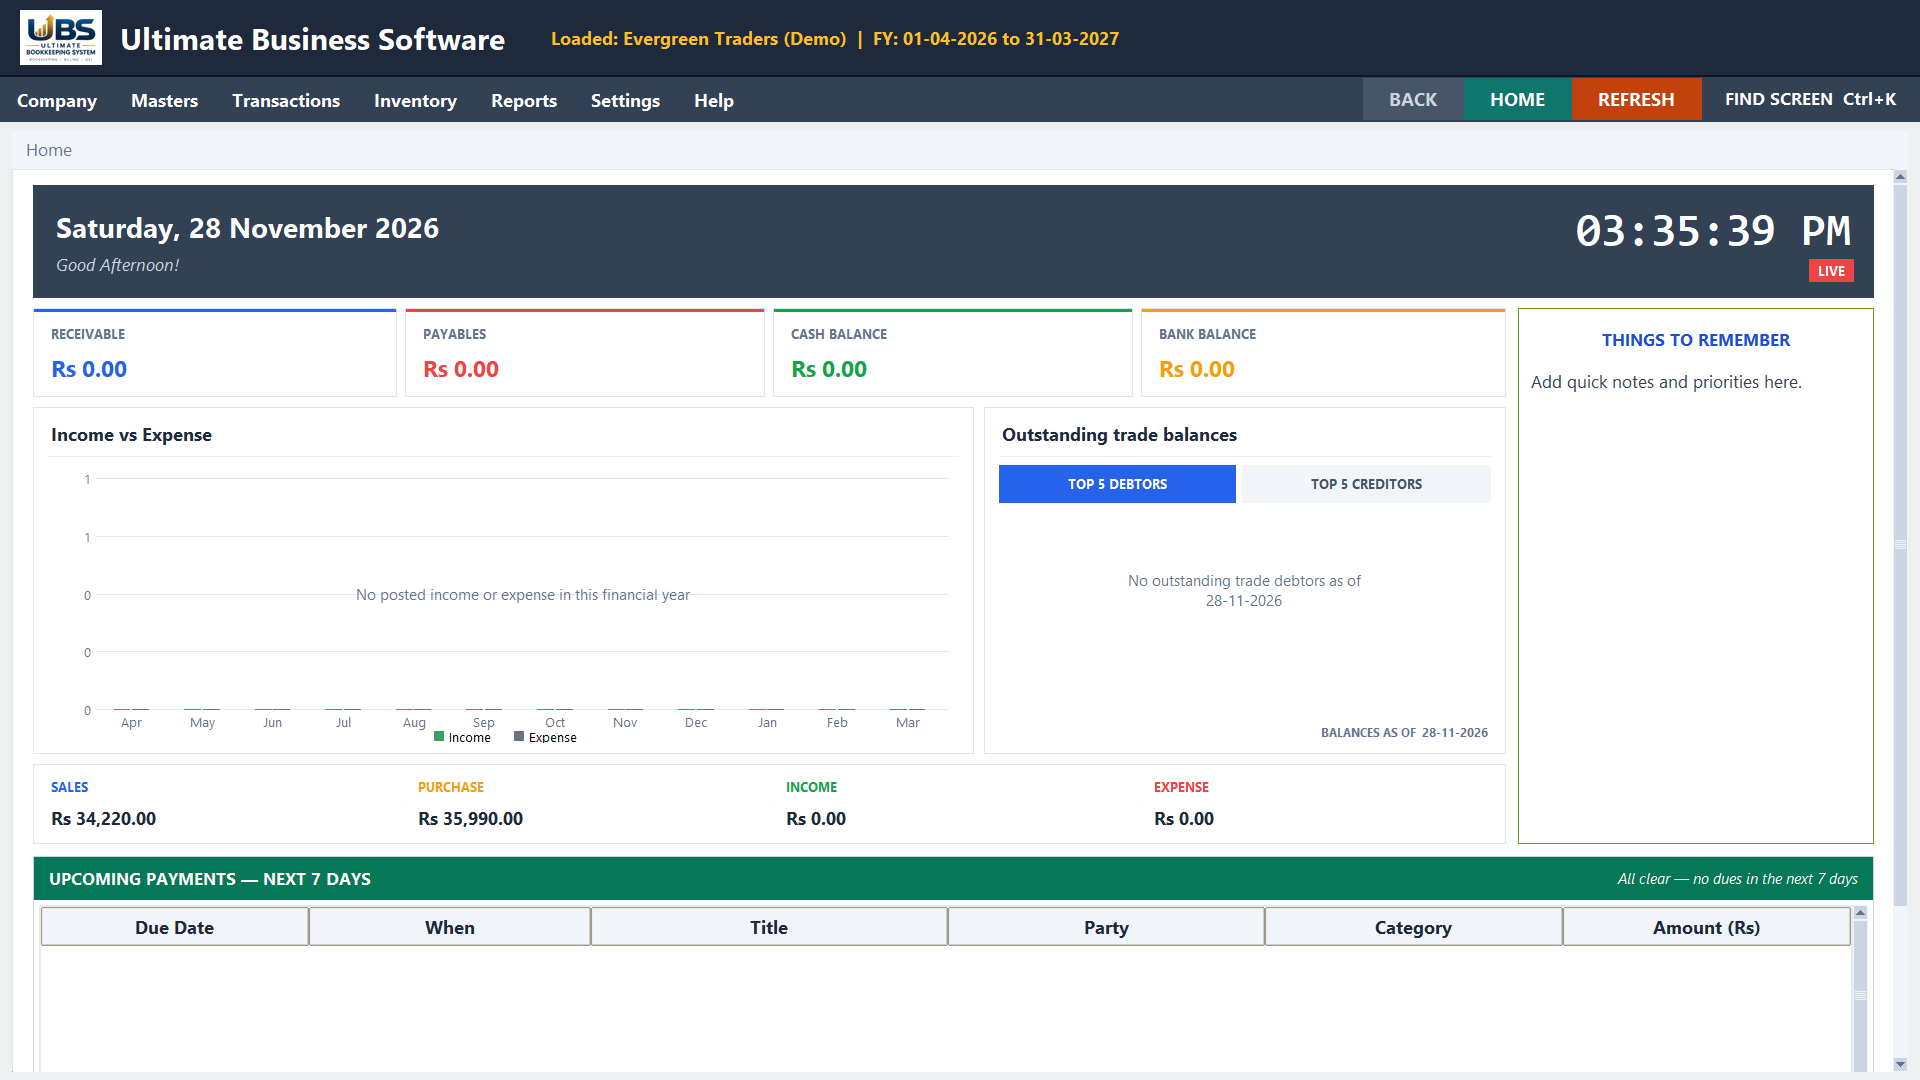 UBS
ULTIMATE
BOOKKEEPING SYSTEM
Ultimate Business Software
Loaded: Evergreen Traders (Demo) | FY: 01-04-2026 to 31-03-2027
Company Masters Transactions Inventory Reports Settings Help BACK HOME REFRESH FIND SCREEN Ctrl+K
Home
Saturday, 28 November 2026
Good Afternoon!
03:35:39 PM
LIVE
RECEIVABLE
Rs 0.00
PAYABLES
Rs 0.00
CASH BALANCE
Rs 0.00
BANK BALANCE
Rs 0.00
THINGS TO REMEMBER
Add quick notes and priorities here.
Income vs Expense
1
1
0
0
0
No posted income or expense in this financial year
Apr May Jun Jul Aug Sep Oct Nov Dec Jan Feb Mar
Income Expense
Outstanding trade balances
TOP 5 DEBTORS TOP 5 CREDITORS
No outstanding trade debtors as of
28-11-2026
BALANCES AS OF 28-11-2026
SALES
Rs 34,220.00
PURCHASE
Rs 35,990.00
INCOME
Rs 0.00
EXPENSE
Rs 0.00
UPCOMING PAYMENTS — NEXT 7 DAYS
All clear — no dues in the next 7 days
Due Date When Title Party Category Amount (Rs)